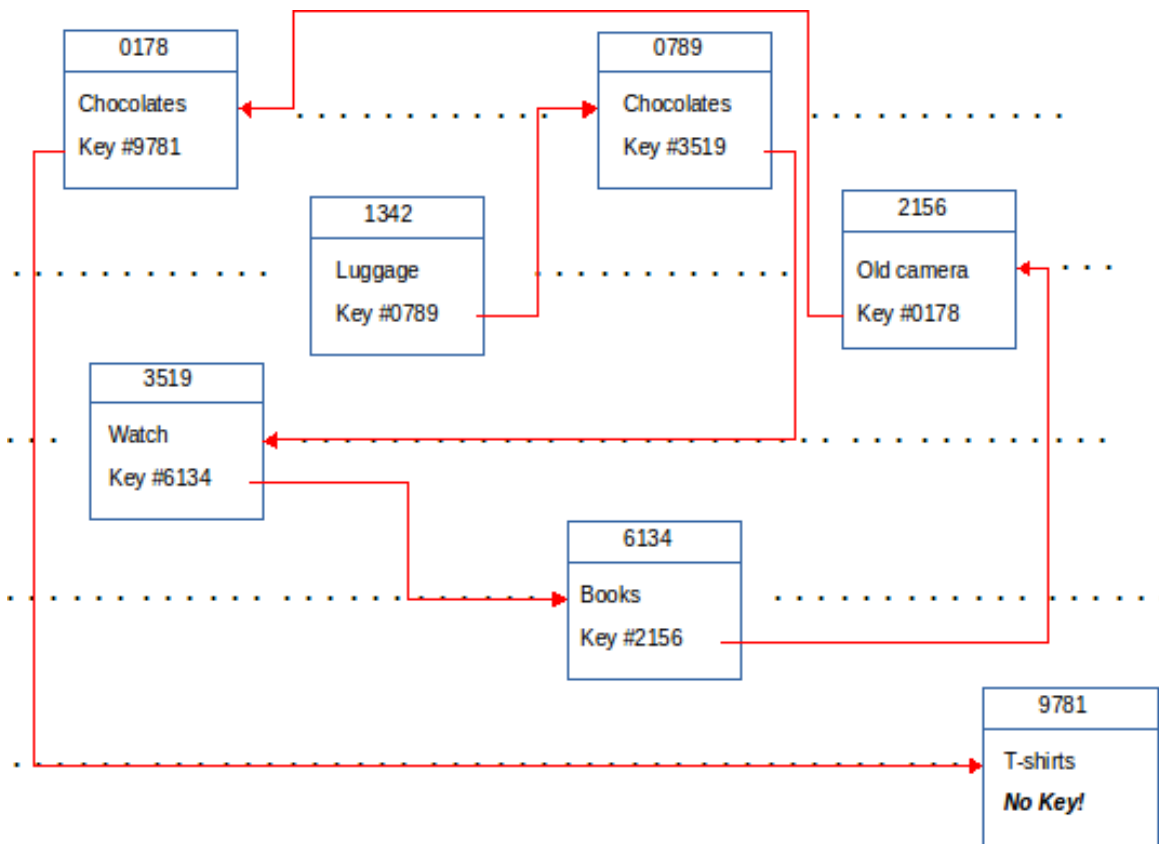 0178
Chocolates
Key #9781
0789
Chocolates
Key #3519
1342
Luggage
Key #0789
2156
Old camera
Key #0178
3519
Watch
Key #6134
6134
Books
Key #2156
9781
T-shirts
No Key!